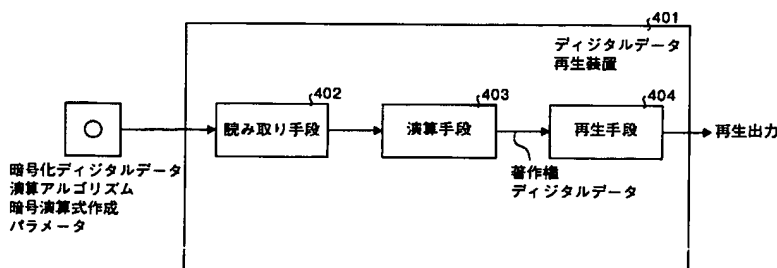 401
ディジタルデータ
再生装置
402
403
404
読み取り手段
演算手段
再生手段
再生出力
暗号化ディジタルデータ
演算アルゴリズム
暗号演算式作成
パラメータ
著作権
ディジタルデータ